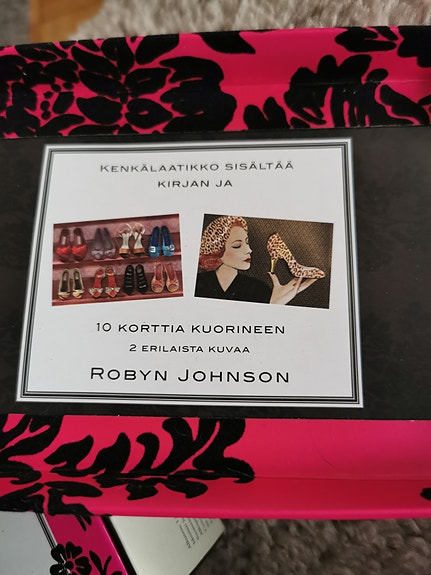 KENKÄLAATIKKO SISÄLTÄÄ
KIRJAN JA
10 KORTTIA KUORINEEN
2 ERILAISTA KUVAA
ROBYN JOHNSON